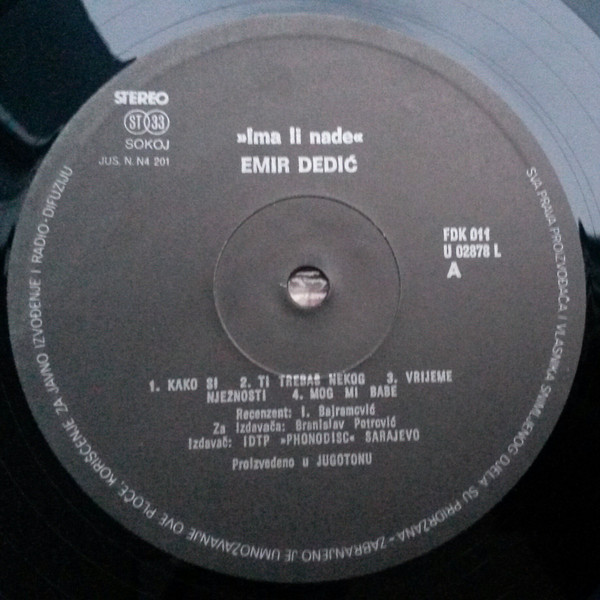 STEREO
ST 33
SOKOJ
JUS. N. N4 201
»Ima li nade«
EMIR DEDIĆ
FDK 011
U 02878 L
A
1. KAKO SI 2. TI TREBAŠ NEKOG 3. VRIJEME
NJEŽNOSTI 4. MOG MI BABE
Recenzent: I. Bajramović
Za Izdavača: Branislav Petrović
Izdavač: IDTP »PHONODISC« SARAJEVO
Proizvedeno u JUGOTONU
SVA PRAVA PROIZVOĐAČA I VLASNIKA SNIMLJENOG DJELA SU PRIDRŽANA - ZABRANJENO JE UMNOŽAVANJE OVE PLOČE, KORIŠĆENJE ZA JAVNO IZVOĐENJE I RADIO-DIFUZIJU